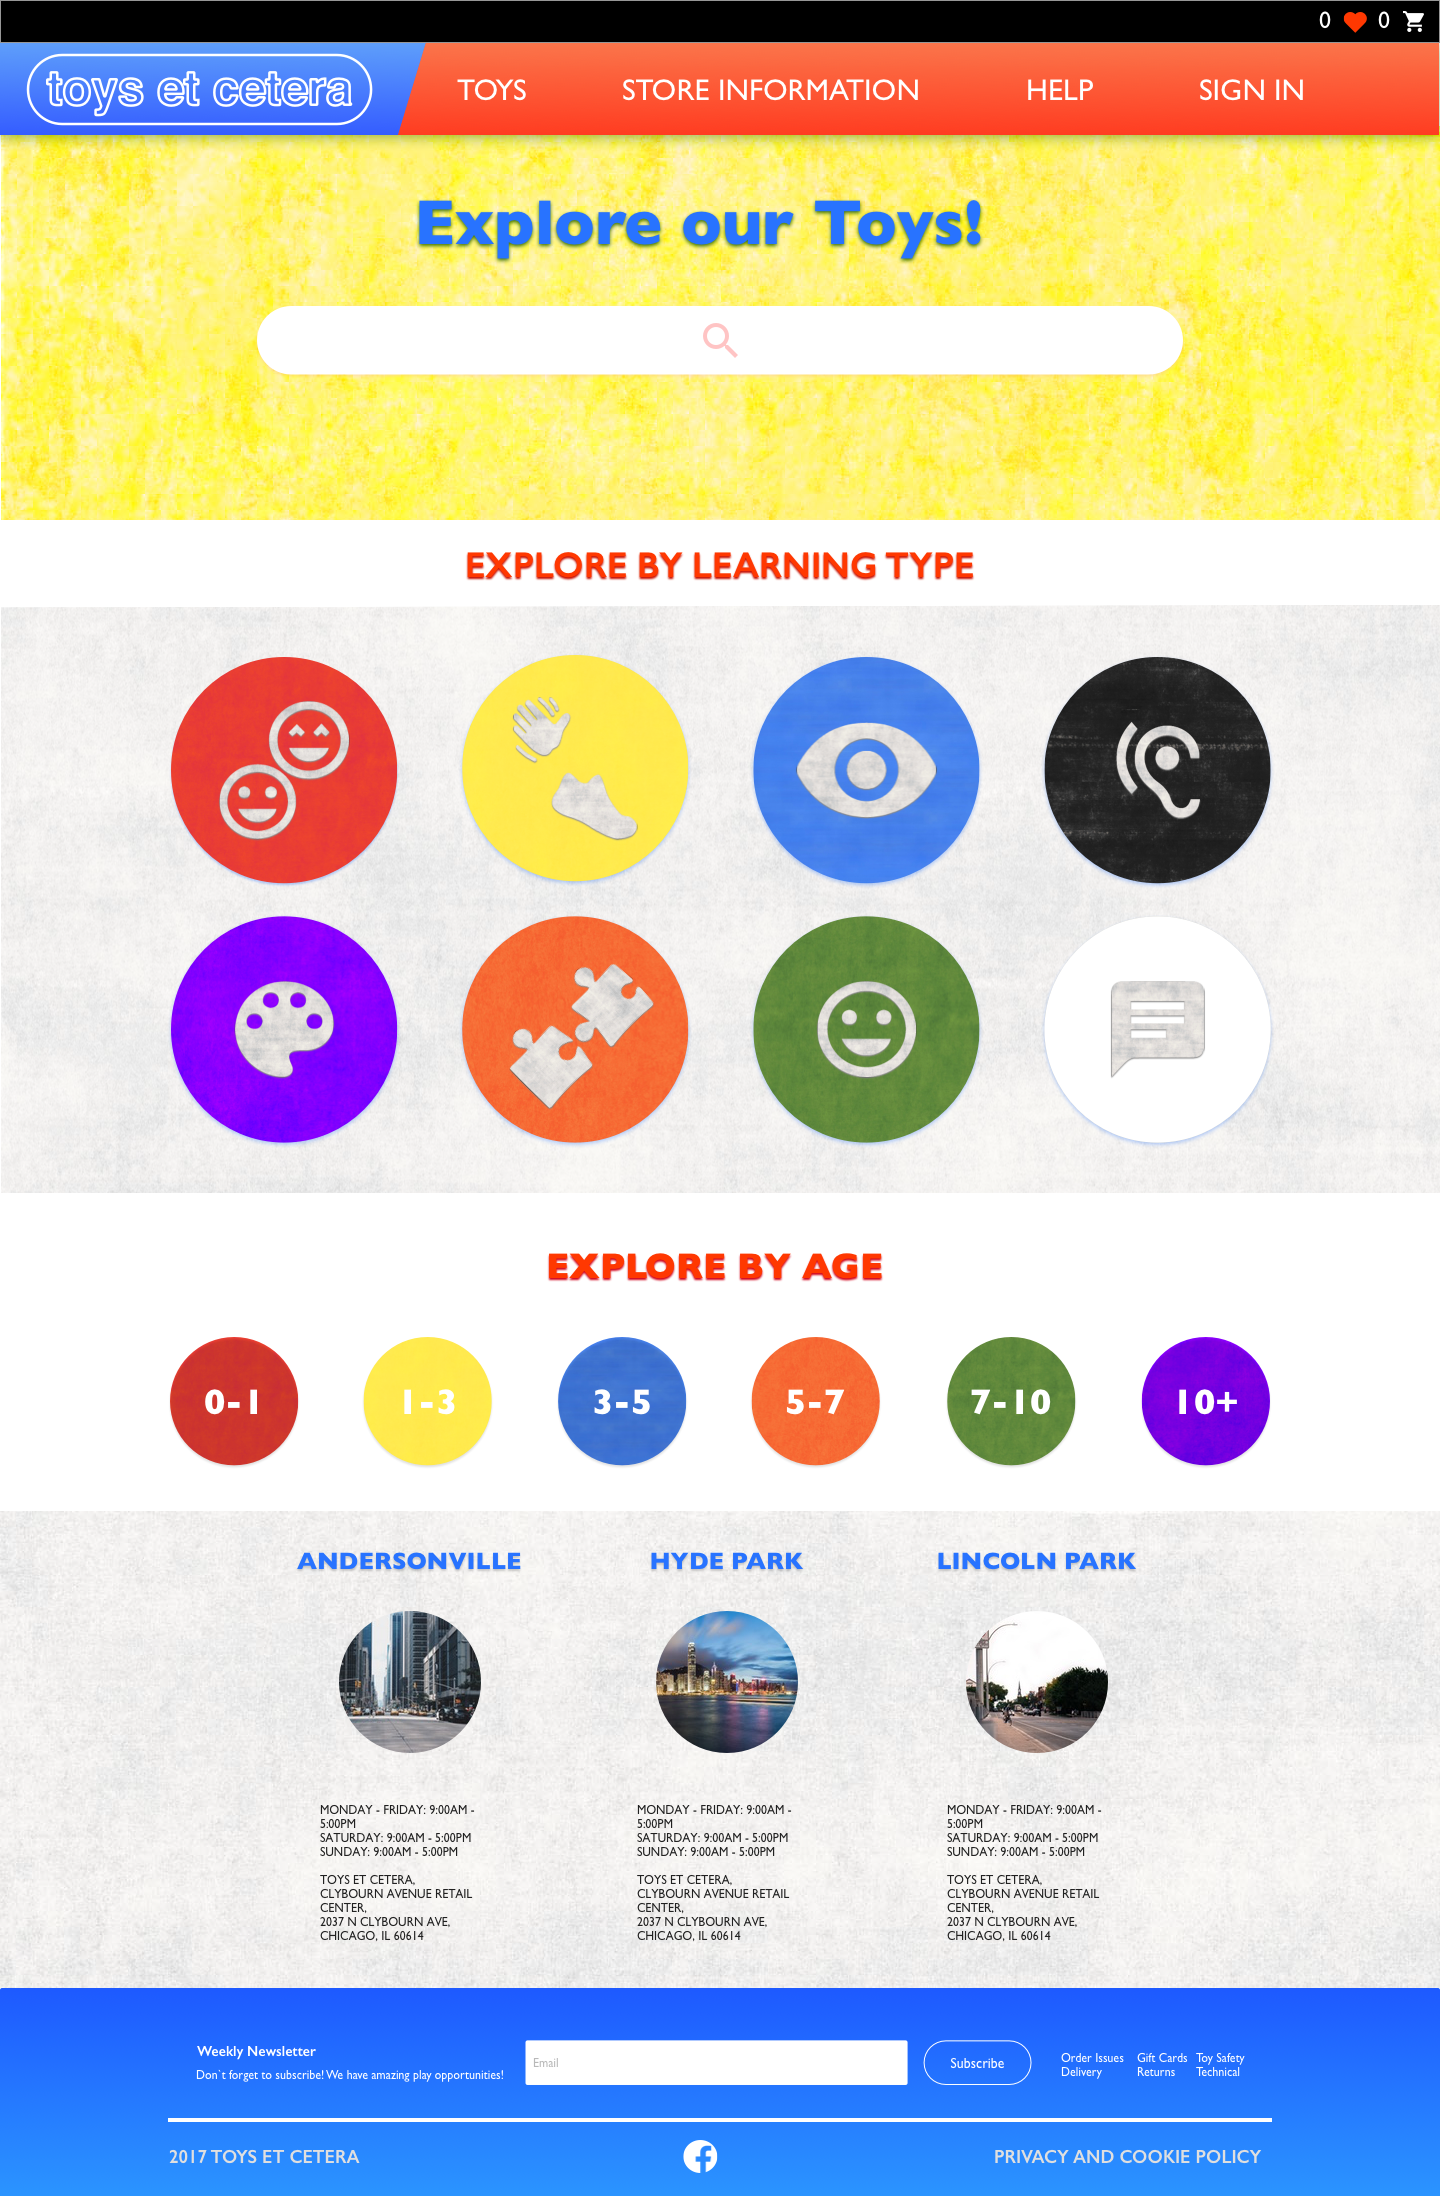 0 0
toys et cetera TOYS STORE INFORMATION HELP SIGN IN
Explore our Toys!
EXPLORE BY LEARNING TYPE
EXPLORE BY AGE
0-1 1-3 3-5 5-7 7-10 10+
ANDERSONVILLE
MONDAY - FRIDAY: 9:00AM -
5:00PM
SATURDAY: 9:00AM - 5:00PM
SUNDAY: 9:00AM - 5:00PM
TOYS ET CETERA,
CLYBOURN AVENUE RETAIL
CENTER,
2037 N CLYBOURN AVE,
CHICAGO, IL 60614
HYDE PARK
MONDAY - FRIDAY: 9:00AM -
5:00PM
SATURDAY: 9:00AM - 5:00PM
SUNDAY: 9:00AM - 5:00PM
TOYS ET CETERA,
CLYBOURN AVENUE RETAIL
CENTER,
2037 N CLYBOURN AVE,
CHICAGO, IL 60614
LINCOLN PARK
MONDAY - FRIDAY: 9:00AM -
5:00PM
SATURDAY: 9:00AM - 5:00PM
SUNDAY: 9:00AM - 5:00PM
TOYS ET CETERA,
CLYBOURN AVENUE RETAIL
CENTER,
2037 N CLYBOURN AVE,
CHICAGO, IL 60614
Weekly Newsletter
Don`t forget to subscribe! We have amazing play opportunities!
Email
Subscribe
Order Issues Gift Cards Toy Safety
Delivery Returns Technical
2017 TOYS ET CETERA PRIVACY AND COOKIE POLICY